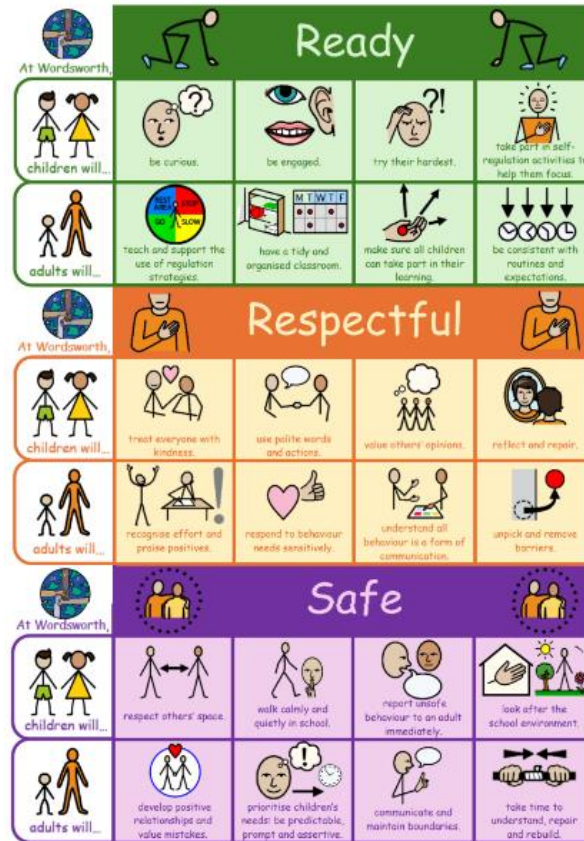 At Wordsworth,
Ready
children will...
be curious.
be engaged.
?!
try their hardest.
take part in self-
regulation activities to
help them focus.
adults will...
REST
AREA
STOP
GO
SLOW
teach and support the
use of regulation
strategies.
M T W T F
have a tidy and
organised classroom.
make sure all children
can take part in their
learning.
be consistent with
routines and
expectations.
At Wordsworth,
Respectful
children will...
treat everyone with
kindness.
use polite words
and actions.
value others' opinions.
reflect and repair.
adults will...
recognise effort and
praise positives.
respond to behaviour
needs sensitively.
understand all
behaviour is a form of
communication.
unpick and remove
barriers.
At Wordsworth,
Safe
children will...
respect others' space.
walk calmly and
quietly in school.
report unsafe
behaviour to an adult
immediately.
look after the
school environment.
adults will...
develop positive
relationships and
value mistakes.
prioritise children's
needs: be predictable,
prompt and assertive.
communicate and
maintain boundaries.
take time to
understand, repair
and rebuild.